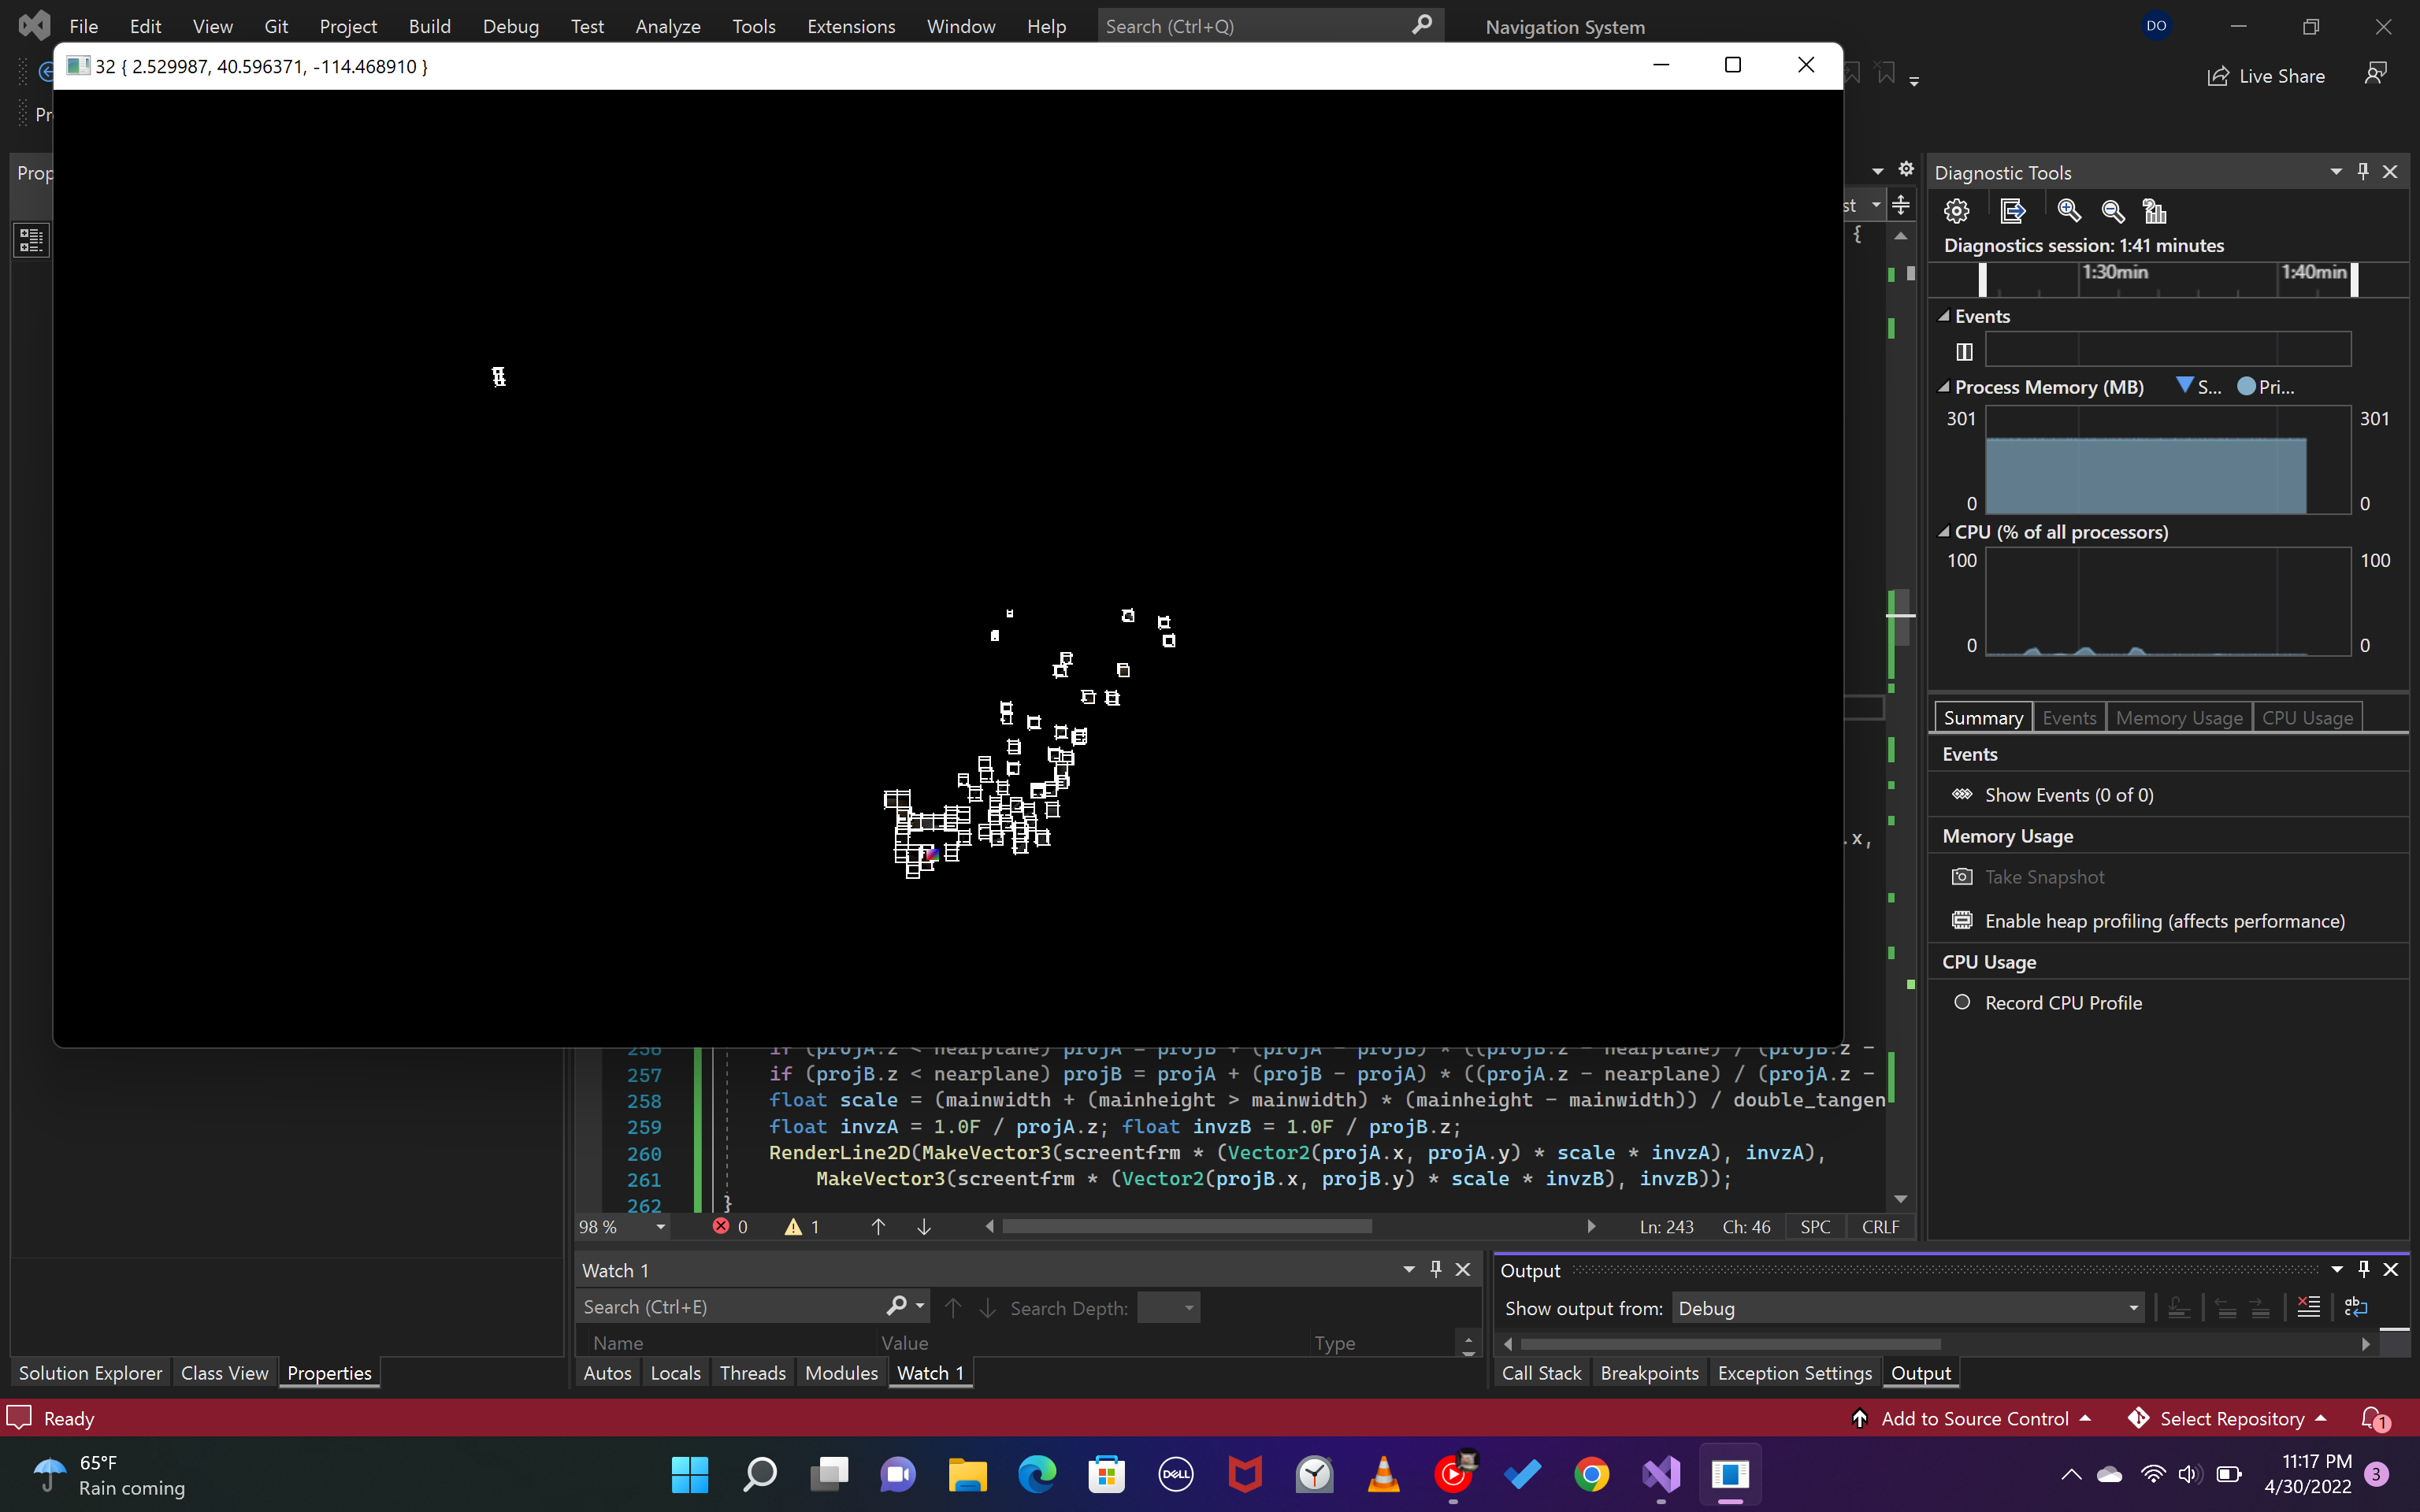 File Edit View Git Project Build Debug Test Analyze Tools Extensions Window Help Search (Ctrl+Q) Navigation System DO
32 { 2.529987, 40.596371, -114.468910 }
Live Share
Pr
Prop
st
{
Diagnostic Tools
Diagnostics session: 1:41 minutes
1:30min 1:40min
Events
Process Memory (MB) S... Pri...
301 301
0 0
CPU (% of all processors)
100 100
0 0
Summary Events Memory Usage CPU Usage
Events
Show Events (0 of 0)
Memory Usage
.x,
Take Snapshot
Enable heap profiling (affects performance)
CPU Usage
Record CPU Profile
256 if (projA.z < nearplane) projA = projB + (projA - projB) * ((projB.z - nearplane) / (projB.z -
257 if (projB.z < nearplane) projB = projA + (projB - projA) * ((projA.z - nearplane) / (projA.z -
258 float scale = (mainwidth + (mainheight > mainwidth) * (mainheight - mainwidth)) / double_tangen
259 float invzA = 1.0F / projA.z; float invzB = 1.0F / projB.z;
260 RenderLine2D(MakeVector3(screentfrm * (Vector2(projA.x, projA.y) * scale * invzA), invzA),
261 MakeVector3(screentfrm * (Vector2(projB.x, projB.y) * scale * invzB), invzB));
262 }
98 % 0 1 Ln: 243 Ch: 46 SPC CRLF
Watch 1
Search (Ctrl+E) Search Depth:
Name Value Type
Output
Show output from: Debug
Solution Explorer Class View Properties
Autos Locals Threads Modules Watch 1
Call Stack Breakpoints Exception Settings Output
Ready Add to Source Control Select Repository 1
65°F
Rain coming
DELL
11:17 PM
4/30/2022
3